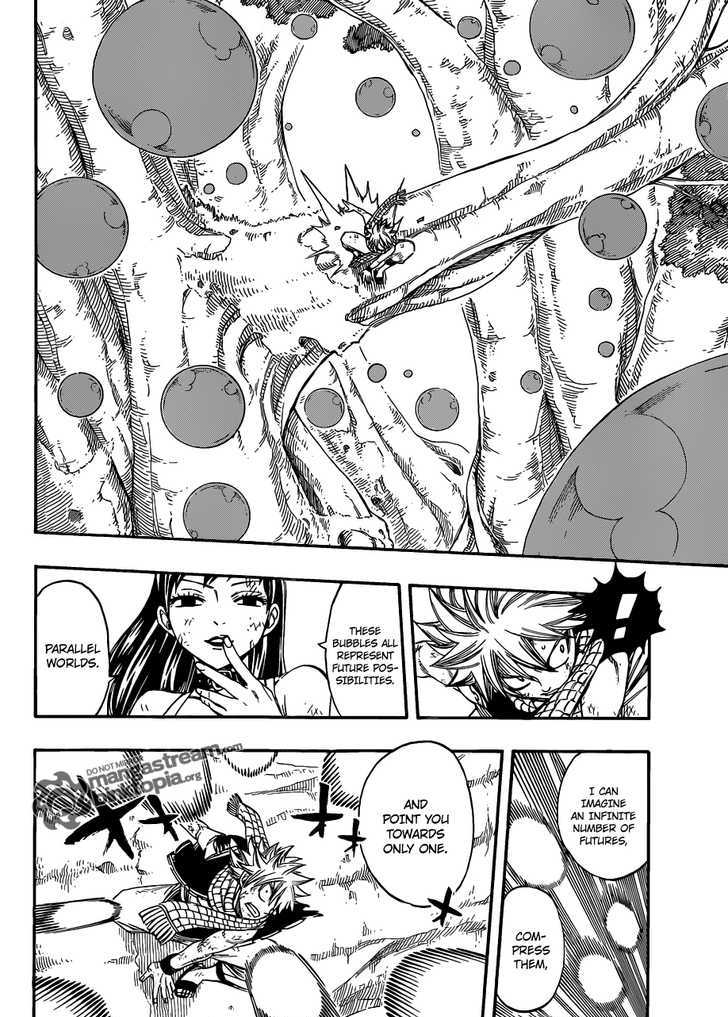 !
THESE
BUBBLES ALL
REPRESENT
FUTURE POS-
SIBILITIES.
PARALLEL
WORLDS.
I CAN
IMAGINE
AN INFINITE
NUMBER OF
FUTURES,
COM-
PRESS
THEM,
AND
POINT YOU
TOWARDS
ONLY ONE.
DO NOT MIRROR
mangastream.com